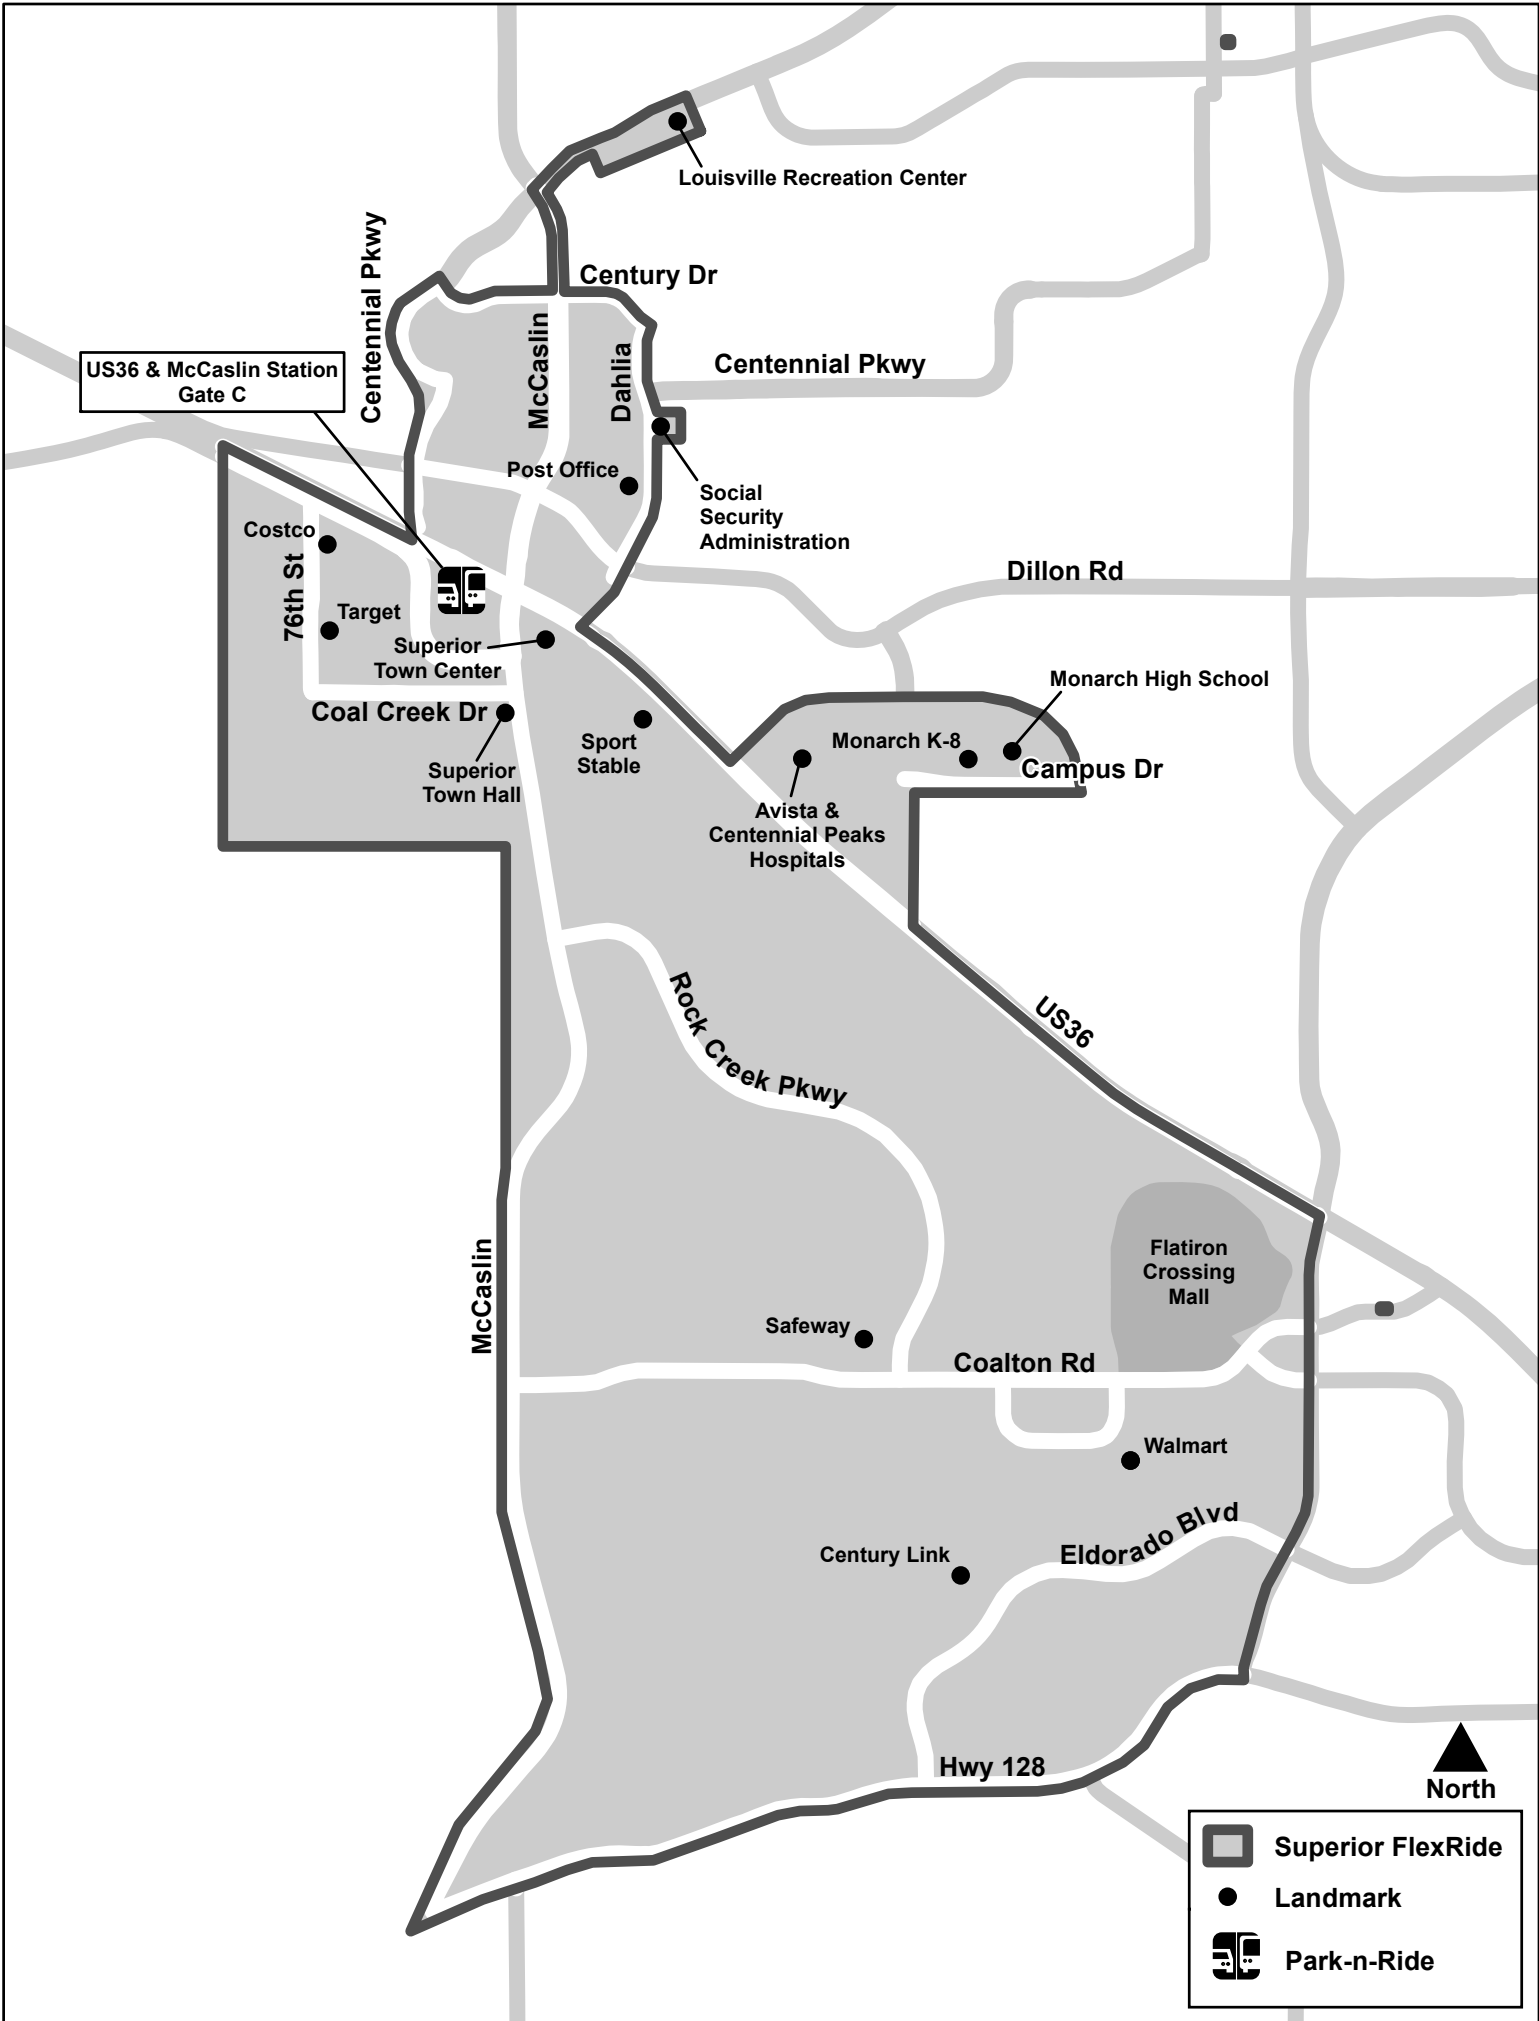 Louisville Recreation Center
Centennial Pkwy
Century Dr
McCaslin
Dahlia
Centennial Pkwy
US36 & McCaslin Station
Gate C
Post Office
Social
Security
Administration
Costco
76th St
Target
Superior
Town Center
Dillon Rd
Monarch High School
Coal Creek Dr
Sport
Stable
Monarch K-8
Campus Dr
Superior
Town Hall
Avista &
Centennial Peaks
Hospitals
Rock Creek Pkwy
US36
McCaslin
Flatiron
Crossing
Mall
Safeway
Coalton Rd
Walmart
Century Link
Eldorado Blvd
Hwy 128
North
Superior FlexRide
Landmark
Park-n-Ride